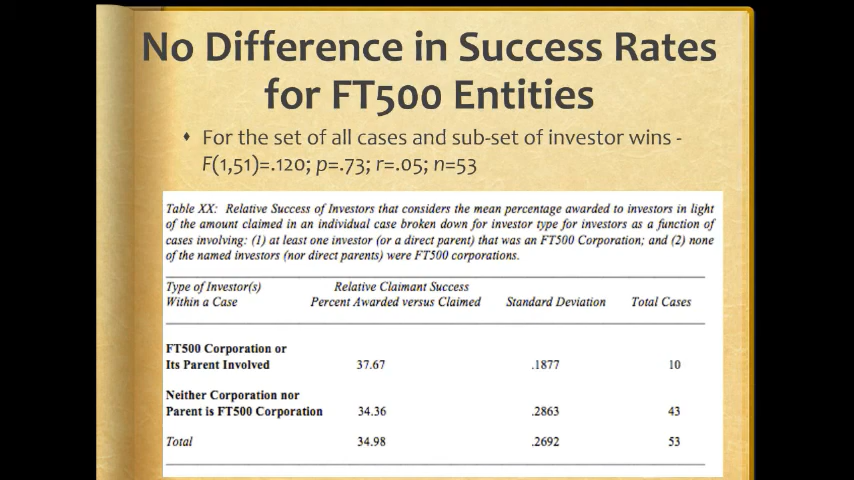 No Difference in Success Rates
for FT500 Entities
♦ For the set of all cases and sub-set of investor wins -
F(1,51)=.120; p=.73; r=.05; n=53
Table XX: Relative Success of Investors that considers the mean percentage awarded to investors in light
of the amount claimed in an individual case broken down for investor type for investors as a function of
cases involving: (1) at least one investor (or a direct parent) that was an FT500 Corporation; and (2) none
of the named investors (nor direct parents) were FT500 corporations.
Type of Investor(s) Relative Claimant Success
Within a Case Percent Awarded versus Claimed Standard Deviation Total Cases
FT500 Corporation or
Its Parent Involved 37.67 .1877 10
Neither Corporation nor
Parent is FT500 Corporation 34.36 .2863 43
Total 34.98 .2692 53